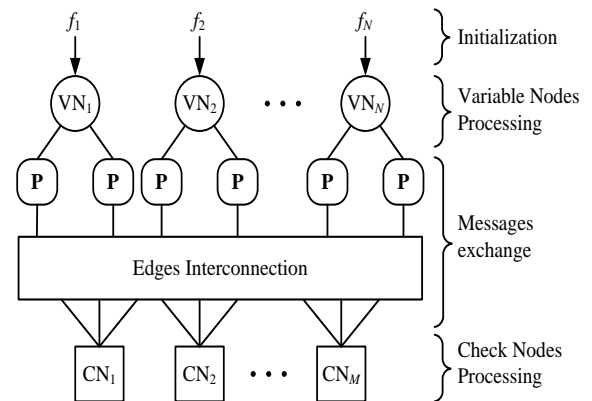 f1 f2 fN
Initialization
VN1 VN2 ••• VNN
Variable Nodes
Processing
P P P P P P
Messages
exchange
Edges Interconnection
CN1 CN2 ••• CNM
Check Nodes
Processing